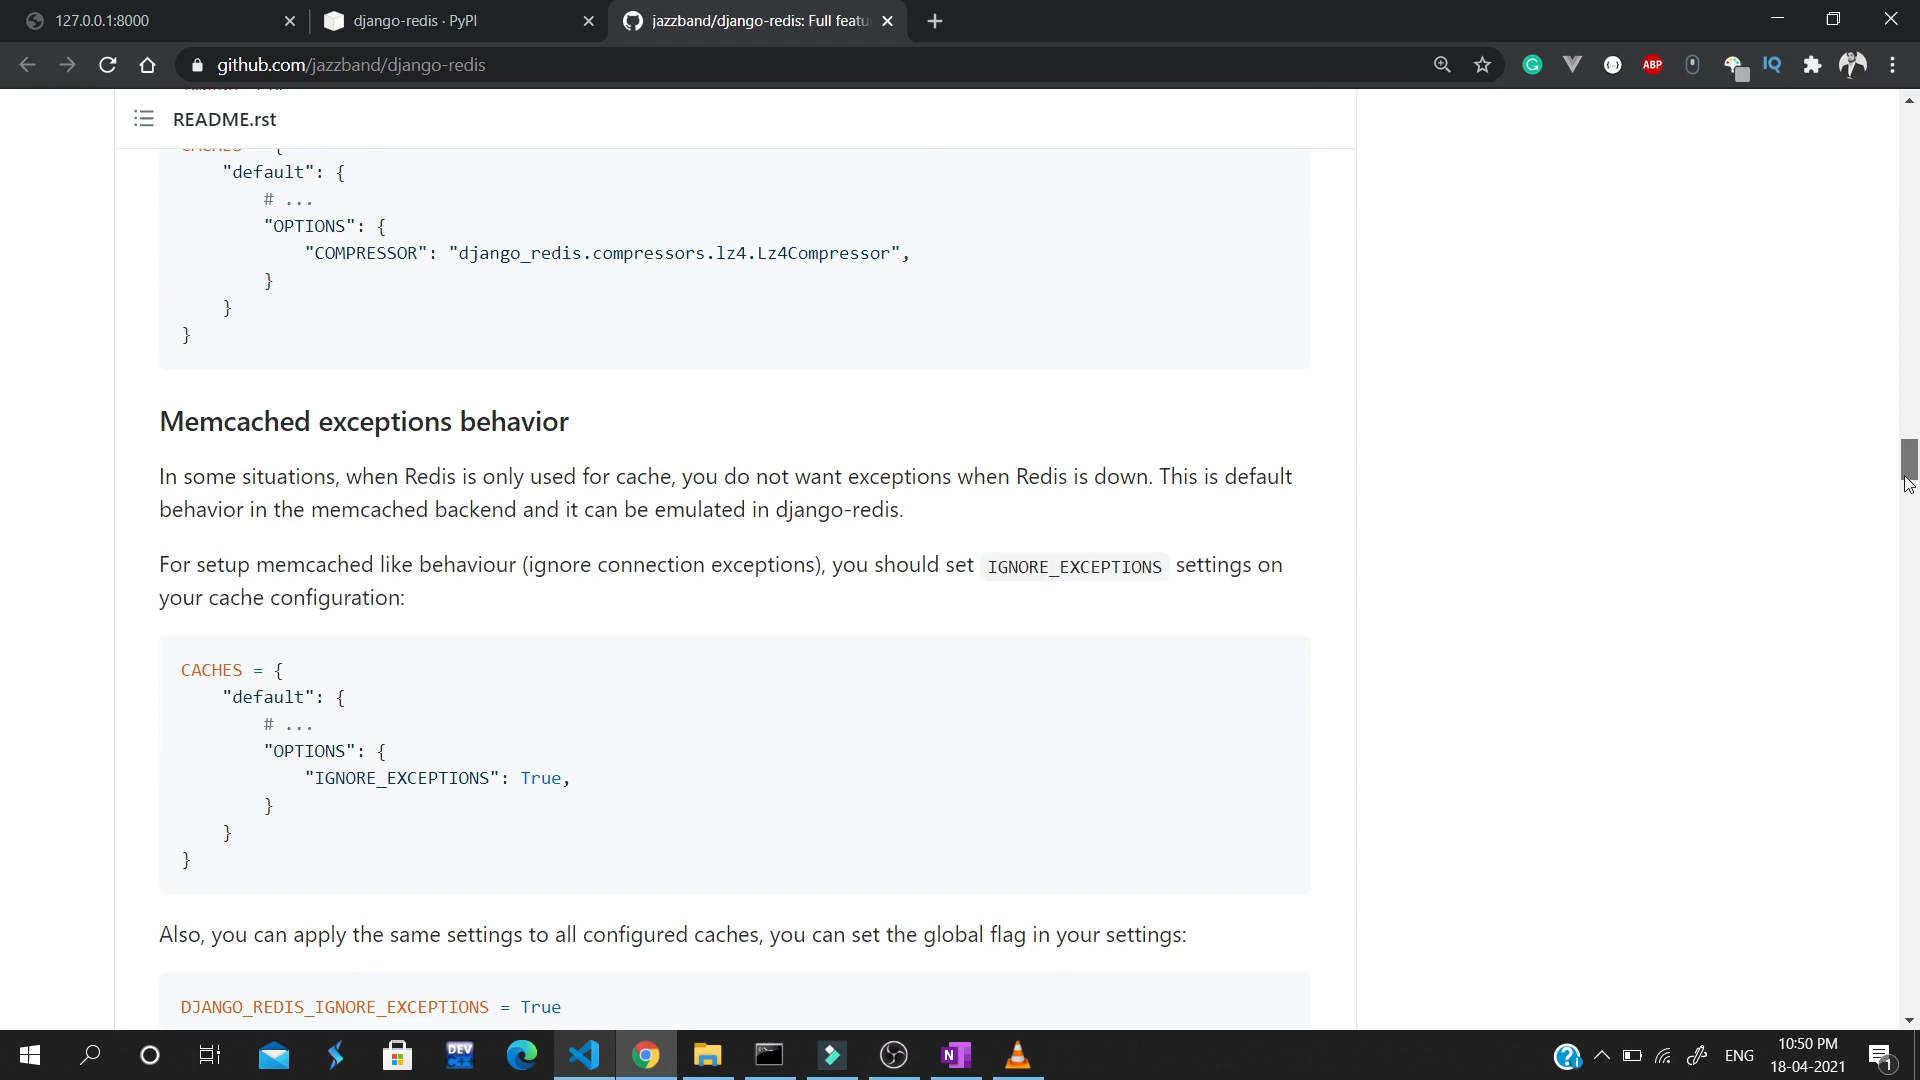 127.0.0.1:8000
django-redis · PyPI
jazzband/django-redis: Full featu
github.com/jazzband/django-redis
ABP
IQ
README.rst
CACHES = {
"default": {
# ...
"OPTIONS": {
"COMPRESSOR": "django_redis.compressors.lz4.Lz4Compressor",
}
}
}
Memcached exceptions behavior
In some situations, when Redis is only used for cache, you do not want exceptions when Redis is down. This is default
behavior in the memcached backend and it can be emulated in django-redis.
For setup memcached like behaviour (ignore connection exceptions), you should set IGNORE_EXCEPTIONS settings on
your cache configuration:
CACHES = {
"default": {
# ...
"OPTIONS": {
"IGNORE_EXCEPTIONS": True,
}
}
}
Also, you can apply the same settings to all configured caches, you can set the global flag in your settings:
DJANGO_REDIS_IGNORE_EXCEPTIONS = True
DEV
C++
N
ENG
10:50 PM
18-04-2021
1